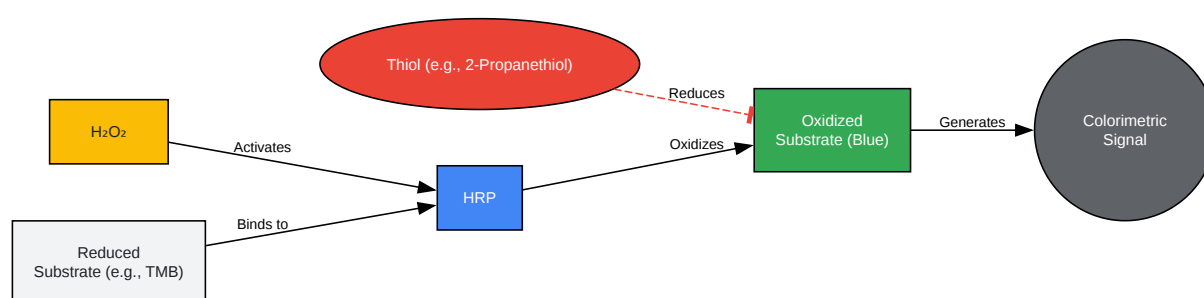 Thiol (e.g., 2-Propanethiol)
Reduces
H₂O₂
Activates
Oxidized
Substrate (Blue)
Generates
Colorimetric
Signal
Oxidizes
HRP
Binds to
Reduced
Substrate (e.g., TMB)